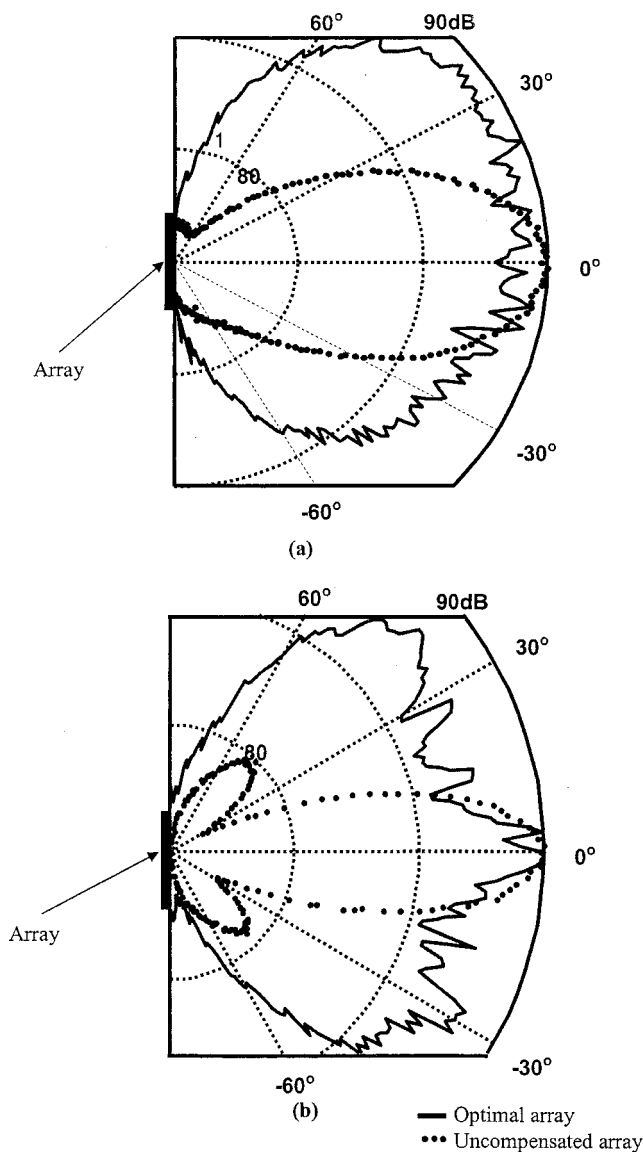 60° 90dB
30°
1
80
0°
Array
-30°
-60°
(a)
60° 90dB
30°
80
0°
Array
-30°
-60°
(b)
Optimal array
Uncompensated array